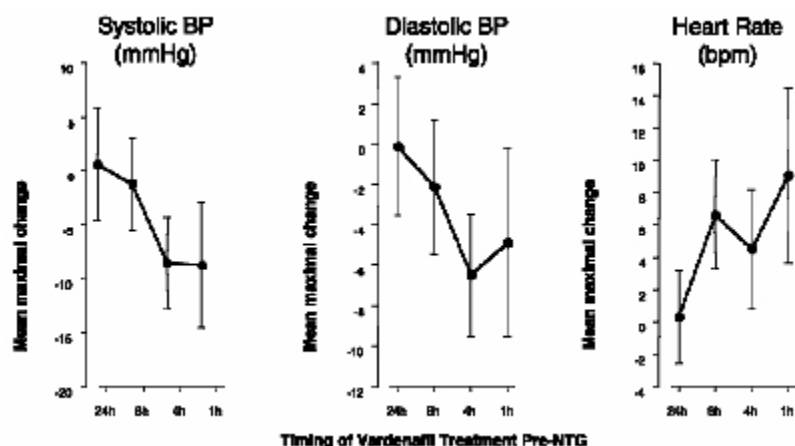 Systolic BP
(mmHg)
Diastolic BP
(mmHg)
Heart Rate
(bpm)
Mean maximal change
10
-5
-10
-15
-20
24h
8h
4h
1h
Mean maximal change
4
2
0
-2
-4
-6
-8
-10
-12
24h
8h
4h
1h
Mean maximal change
16
14
12
10
8
6
4
2
0
-2
-4
24h
8h
4h
1h
Timing of Vardenafil Treatment Pre-NTG